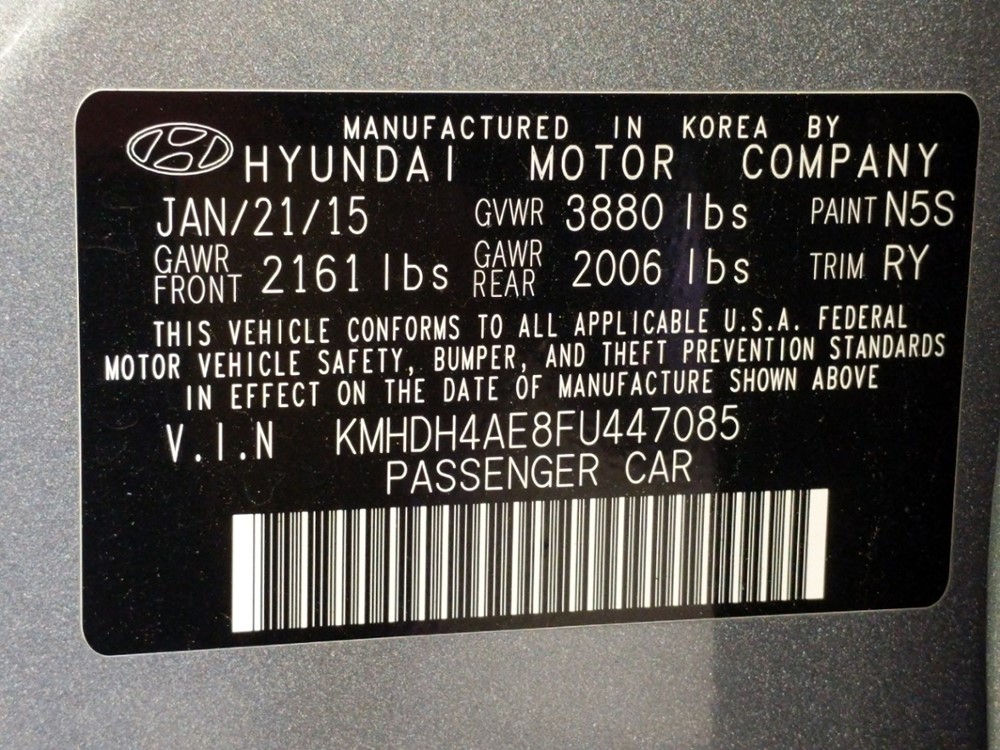 MANUFACTURED IN KOREA BY
HYUNDAI MOTOR COMPANY
JAN/21/15 GVWR 3880 lbs PAINT N5S
GAWR FRONT 2161 lbs GAWR REAR 2006 lbs TRIM RY
THIS VEHICLE CONFORMS TO ALL APPLICABLE U.S.A. FEDERAL
MOTOR VEHICLE SAFETY, BUMPER, AND THEFT PREVENTION STANDARDS
IN EFFECT ON THE DATE OF MANUFACTURE SHOWN ABOVE
V.I.N KMHDH4AE8FU447085
PASSENGER CAR